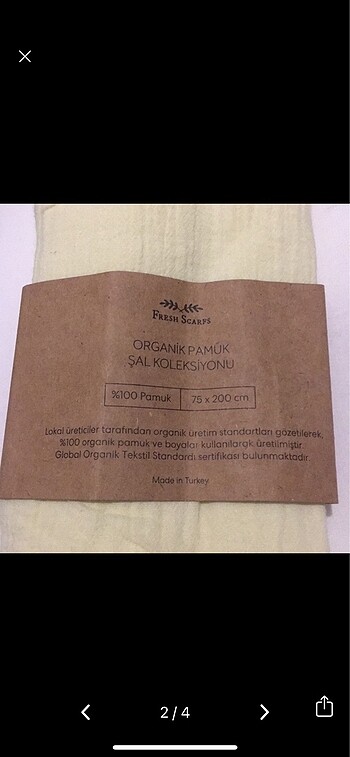 FRESH SCARFS
ORGANİK PAMUK
ŞAL KOLEKSİYONU
%100 Pamuk 75 x 200 cm
Lokal üreticiler tarafından organik üretim standartları gözetilerek,
%100 organik pamuk ve boyalar kullanılarak üretilmiştir.
Global Organik Tekstil Standardı sertifikası bulunmaktadır.
Made in Turkey
2 / 4